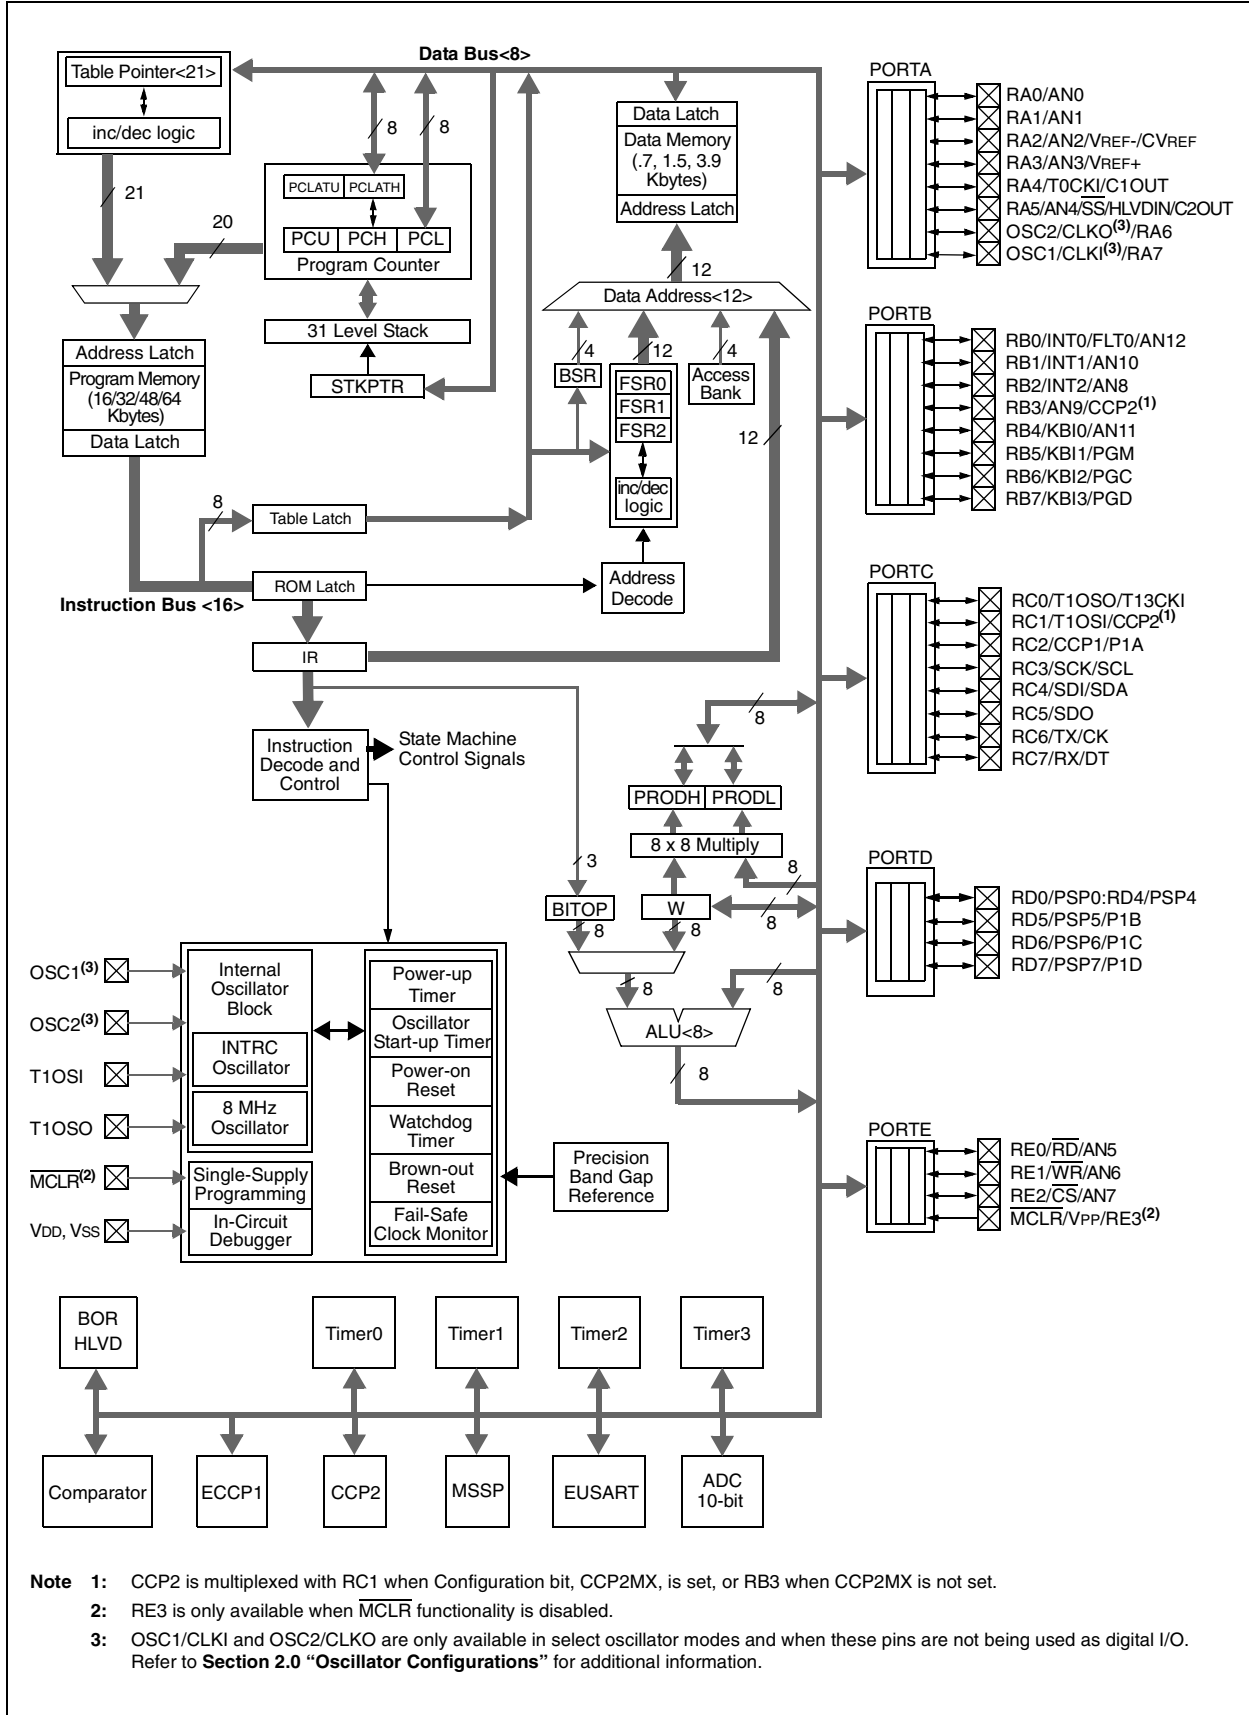 Data Bus<8>
Table Pointer<21>
inc/dec logic
21
8
8
PCLATU PCLATH
PCU PCH PCL
Program Counter
20
31 Level Stack
STKPTR
Address Latch
Program Memory
(16/32/48/64
Kbytes)
Data Latch
8
Table Latch
ROM Latch
Instruction Bus <16>
IR
Instruction
Decode and
Control
State Machine
Control Signals
Data Latch
Data Memory
(.7, 1.5, 3.9
Kbytes)
Address Latch
12
Data Address<12>
4
12
4
BSR
FSR0
FSR1
FSR2
inc/dec
logic
Access
Bank
12
Address
Decode
8
PRODH PRODL
8 x 8 Multiply
3
8
BITOP
W
8
8
8
8
8
ALU<8>
8
OSC1(3)
OSC2(3)
T1OSI
T1OSO
MCLR(2)
VDD, VSS
Internal
Oscillator
Block
INTRC
Oscillator
8 MHz
Oscillator
Single-Supply
Programming
In-Circuit
Debugger
Power-up
Timer
Oscillator
Start-up Timer
Power-on
Reset
Watchdog
Timer
Brown-out
Reset
Fail-Safe
Clock Monitor
Precision
Band Gap
Reference
PORTA
RA0/AN0
RA1/AN1
RA2/AN2/VREF-/CVREF
RA3/AN3/VREF+
RA4/T0CKI/C1OUT
RA5/AN4/SS/HLVDIN/C2OUT
OSC2/CLKO(3)/RA6
OSC1/CLKI(3)/RA7
PORTB
RB0/INT0/FLT0/AN12
RB1/INT1/AN10
RB2/INT2/AN8
RB3/AN9/CCP2(1)
RB4/KBI0/AN11
RB5/KBI1/PGM
RB6/KBI2/PGC
RB7/KBI3/PGD
PORTC
RC0/T1OSO/T13CKI
RC1/T1OSI/CCP2(1)
RC2/CCP1/P1A
RC3/SCK/SCL
RC4/SDI/SDA
RC5/SDO
RC6/TX/CK
RC7/RX/DT
PORTD
RD0/PSP0:RD4/PSP4
RD5/PSP5/P1B
RD6/PSP6/P1C
RD7/PSP7/P1D
PORTE
RE0/RD/AN5
RE1/WR/AN6
RE2/CS/AN7
MCLR/VPP/RE3(2)
BOR
HLVD
Timer0
Timer1
Timer2
Timer3
Comparator
ECCP1
CCP2
MSSP
EUSART
ADC
10-bit
Note 1: CCP2 is multiplexed with RC1 when Configuration bit, CCP2MX, is set, or RB3 when CCP2MX is not set.
2: RE3 is only available when MCLR functionality is disabled.
3: OSC1/CLKI and OSC2/CLKO are only available in select oscillator modes and when these pins are not being used as digital I/O.
Refer to Section 2.0 “Oscillator Configurations” for additional information.